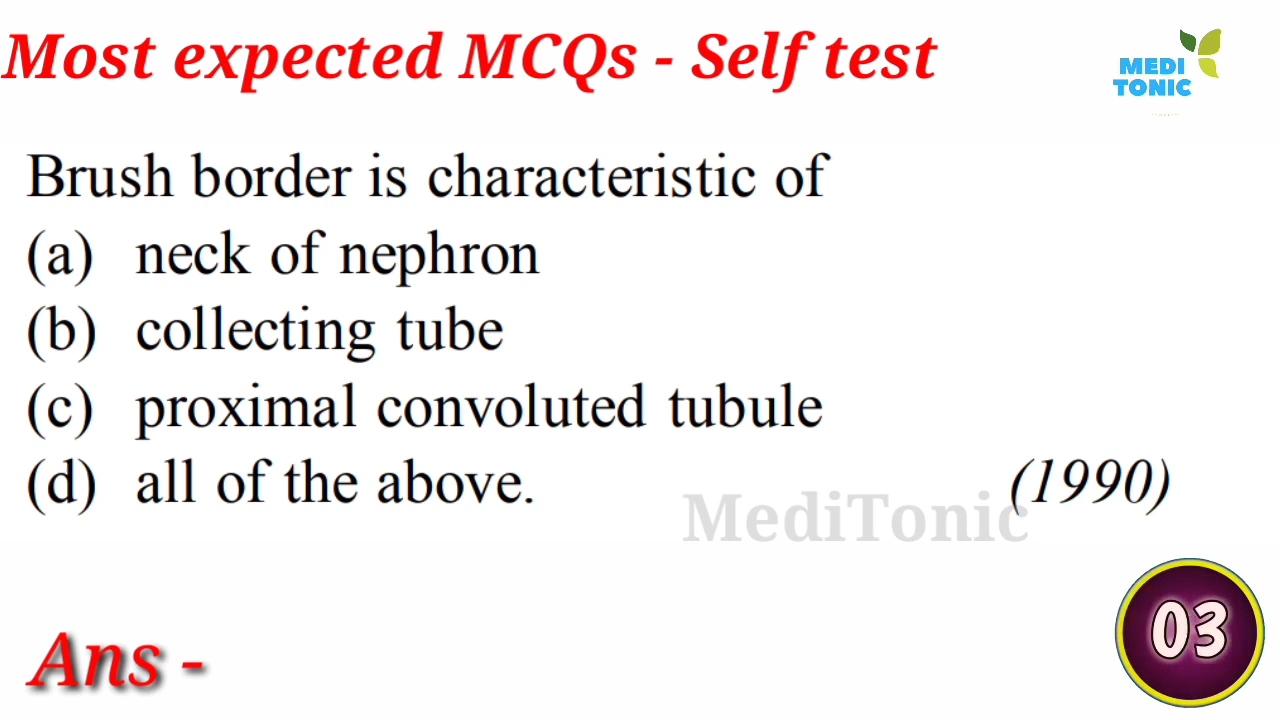 Most expected MCQs - Self test
MEDI
TONIC
Brush border is characteristic of
(a) neck of nephron
(b) collecting tube
(c) proximal convoluted tubule
(d) all of the above. (1990)
MediTonic
03
Ans -